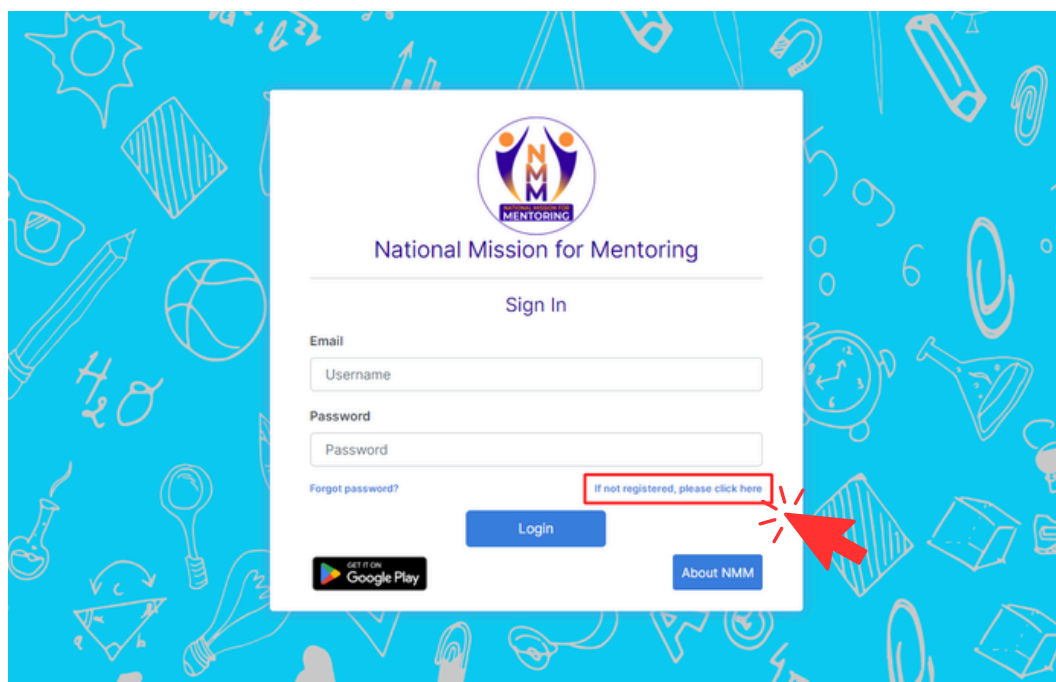 N
M
M
NATIONAL MISSION FOR
MENTORING
National Mission for Mentoring
Sign In
Email
Username
Password
Password
Forgot password?
If not registered, please click here
Login
GET IT ON
Google Play
About NMM
H₂O